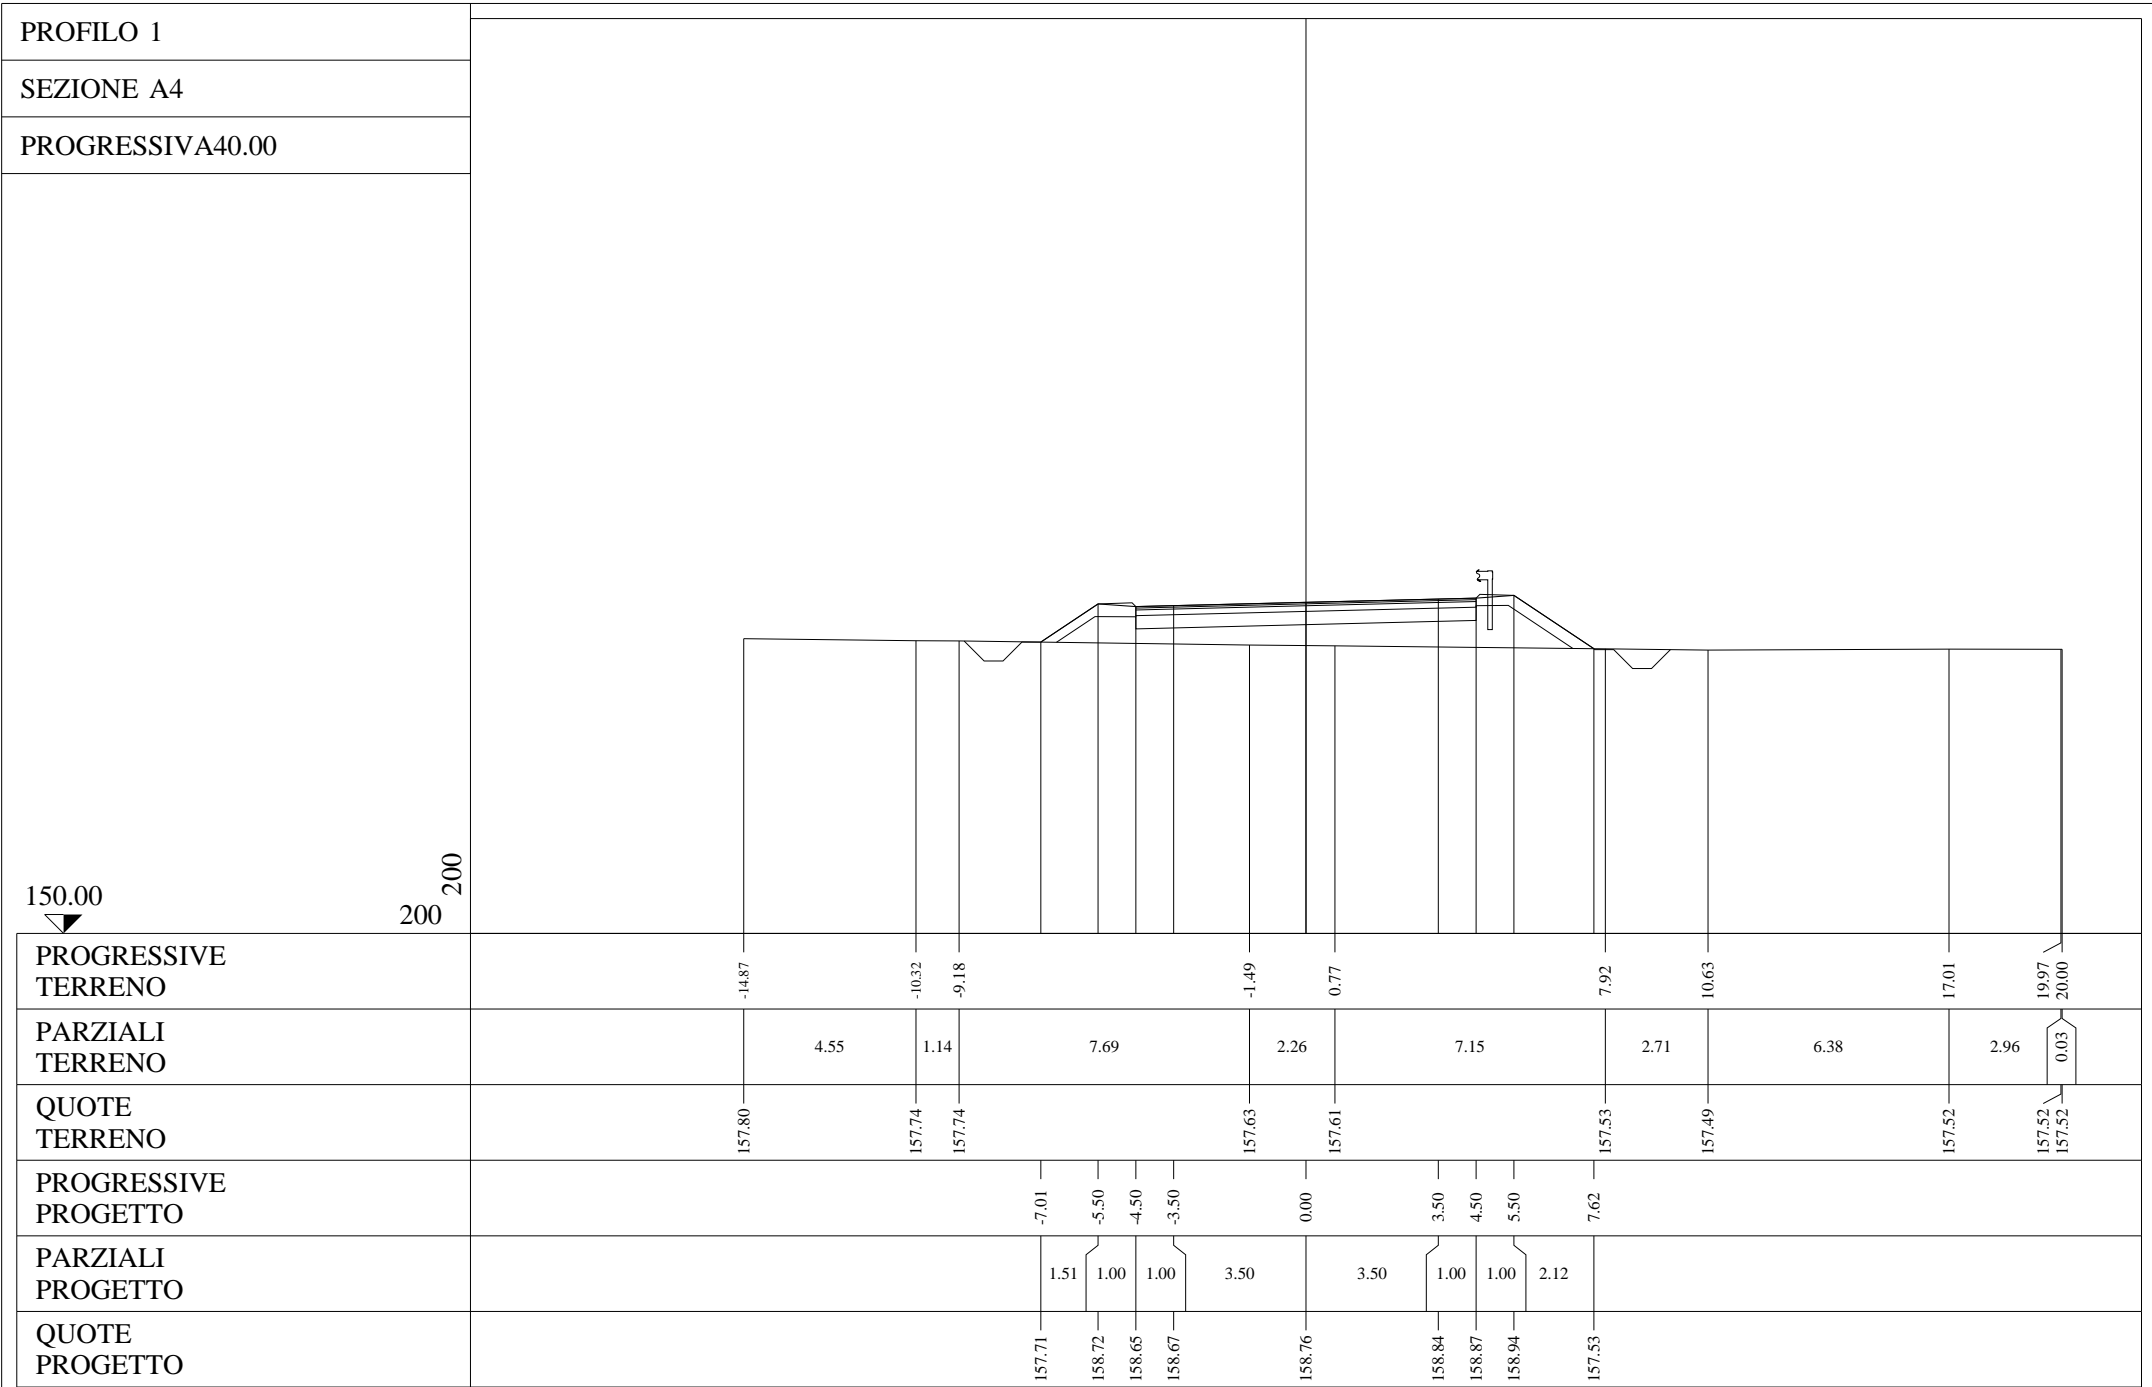 PROFILO 1
SEZIONE A4
PROGRESSIVA40.00
200
150.00
200
PROGRESSIVE
TERRENO
-14.87 -10.32 -9.18 -1.49 0.77 7.92 10.63 17.01 19.97 20.00
PARZIALI
TERRENO
4.55 1.14 7.69 2.26 7.15 2.71 6.38 2.96 0.03
QUOTE
TERRENO
157.80 157.74 157.74 157.63 157.61 157.53 157.49 157.52 157.52 157.52
PROGRESSIVE
PROGETTO
-7.01 -5.50 -4.50 -3.50 0.00 3.50 4.50 5.50 7.62
PARZIALI
PROGETTO
1.51 1.00 1.00 3.50 3.50 1.00 1.00 2.12
QUOTE
PROGETTO
157.71 158.72 158.65 158.67 158.76 158.84 158.87 158.94 157.53